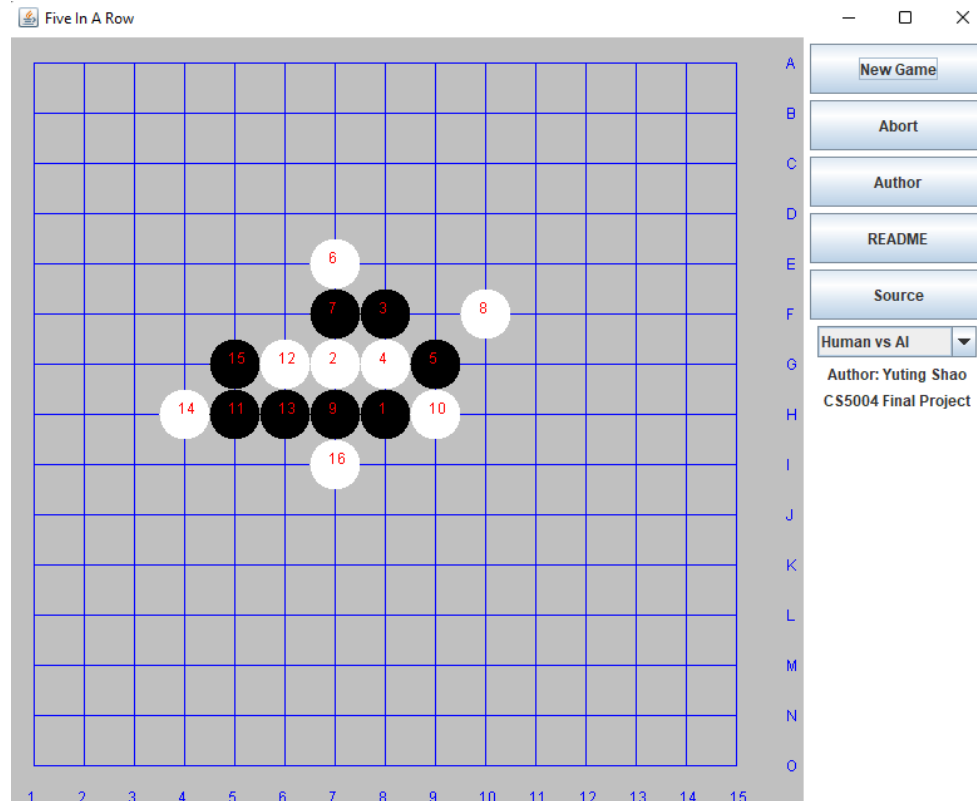 Five In A Row
A
New Game
B
Abort
C
Author
D
README
6
E
Source
7 3 8
F
Human vs AI
15 12 2 4 5
G
Author: Yuting Shao
CS5004 Final Project
14 11 13 9 1 10
H
16
I
J
K
L
M
N
O
1 2 3 4 5 6 7 8 9 10 11 12 13 14 15